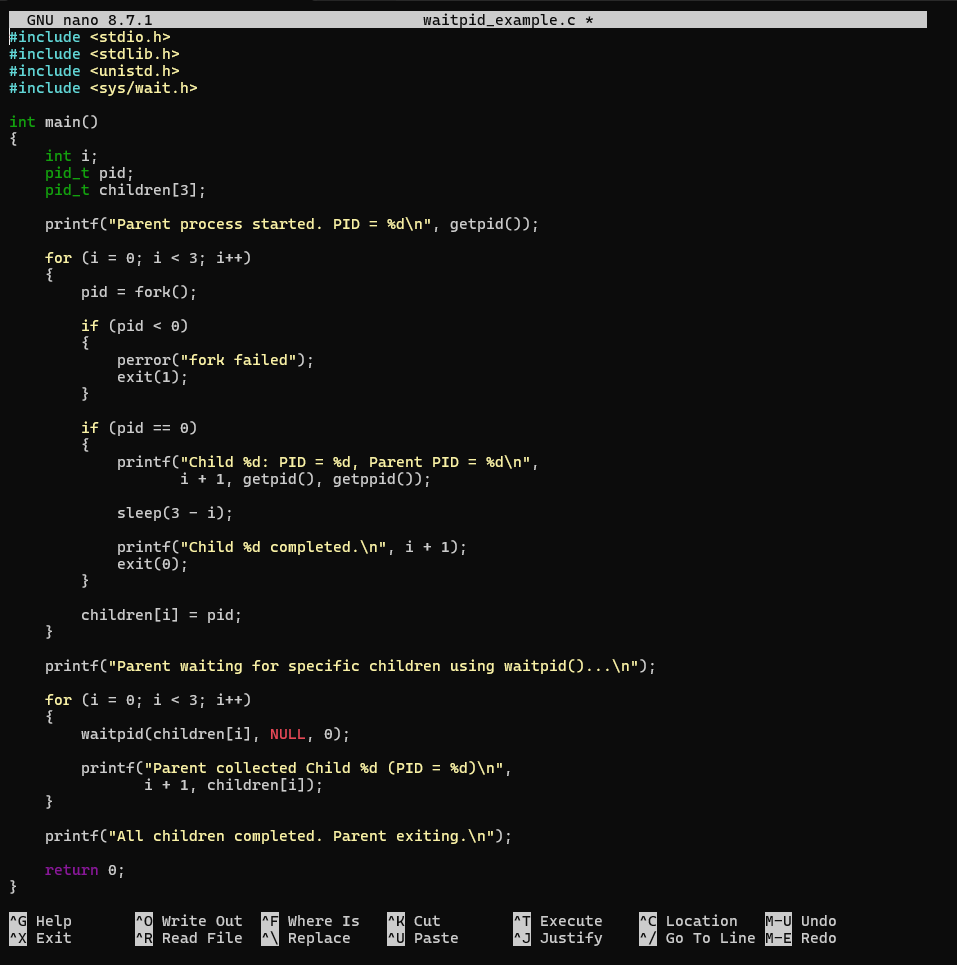 GNU nano 8.7.1 waitpid_example.c *
#include <stdio.h>
#include <stdlib.h>
#include <unistd.h>
#include <sys/wait.h>

int main()
{
    int i;
    pid_t pid;
    pid_t children[3];

    printf("Parent process started. PID = %d\n", getpid());

    for (i = 0; i < 3; i++)
    {
        pid = fork();

        if (pid < 0)
        {
            perror("fork failed");
            exit(1);
        }

        if (pid == 0)
        {
            printf("Child %d: PID = %d, Parent PID = %d\n",
                   i + 1, getpid(), getppid());

            sleep(3 - i);

            printf("Child %d completed.\n", i + 1);
            exit(0);
        }

        children[i] = pid;
    }

    printf("Parent waiting for specific children using waitpid()...\n");

    for (i = 0; i < 3; i++)
    {
        waitpid(children[i], NULL, 0);

        printf("Parent collected Child %d (PID = %d)\n",
               i + 1, children[i]);
    }

    printf("All children completed. Parent exiting.\n");

    return 0;
}

^G Help ^O Write Out ^F Where Is ^K Cut ^T Execute ^C Location M-U Undo
^X Exit ^R Read File ^\ Replace ^U Paste ^J Justify ^/ Go To Line M-E Redo